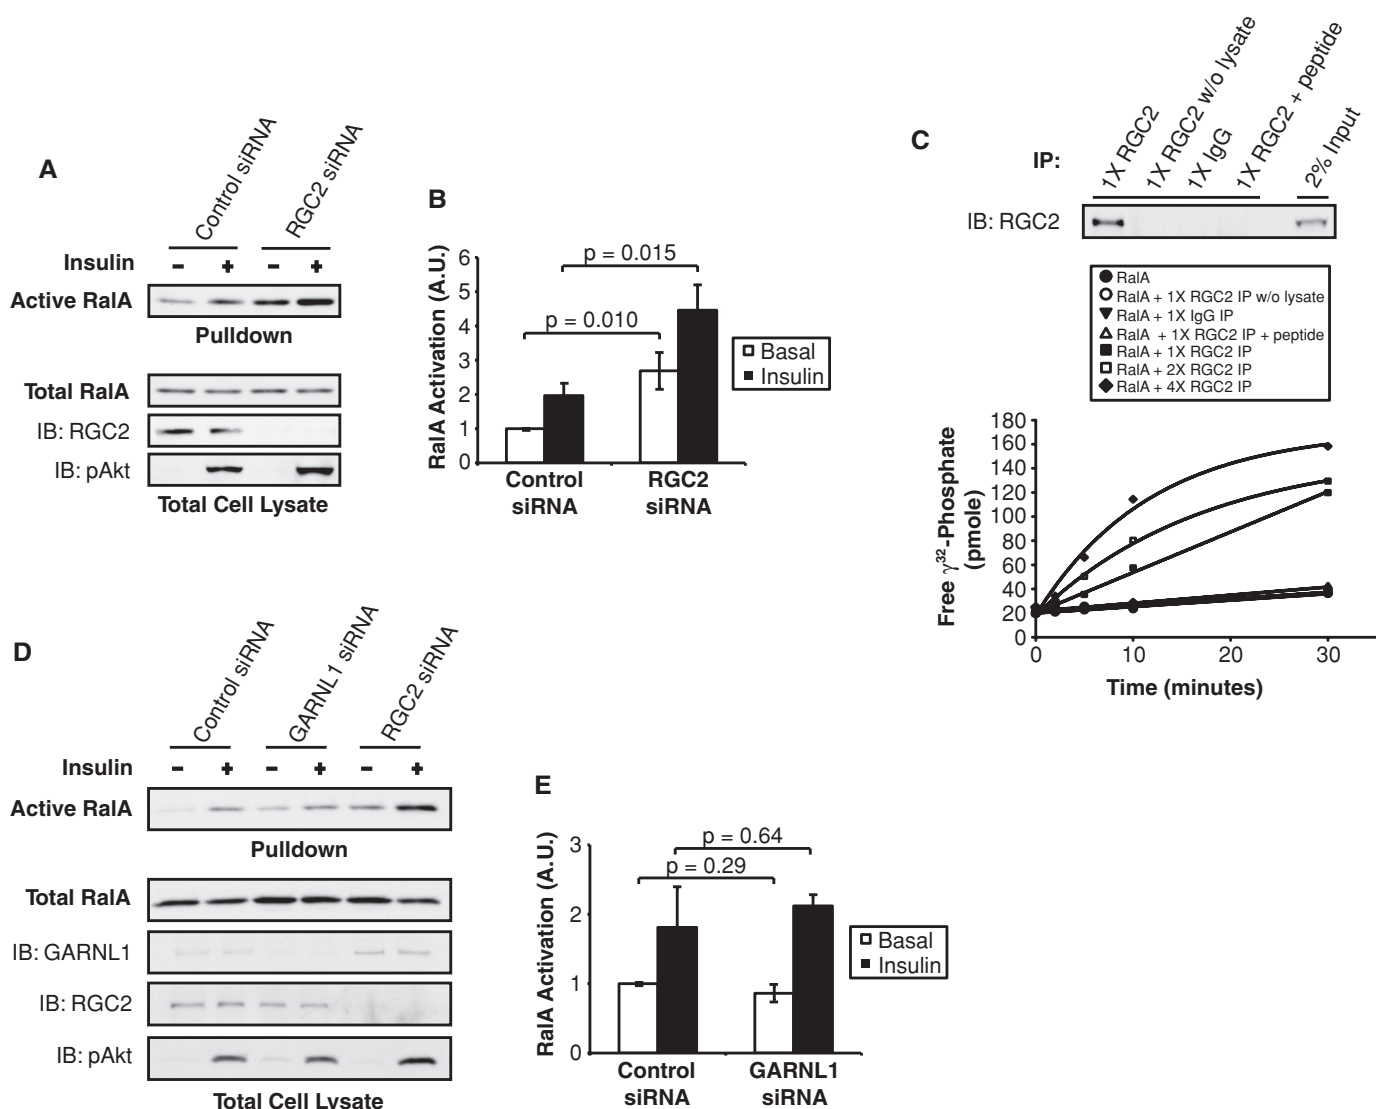 A
Control siRNA
RGC2 siRNA
Insulin - + - +
Active RalA
Pulldown
Total RalA
IB: RGC2
IB: pAkt
Total Cell Lysate
B
RalA Activation (A.U.)
6
5
4
3
2
1
0
p = 0.015
p = 0.010
Basal
Insulin
Control siRNA
RGC2 siRNA
C
IP:
1X RGC2
1X RGC2 w/o lysate
1X IgG
1X RGC2 + peptide
2% Input
IB: RGC2
RalA
RalA + 1X RGC2 IP w/o lysate
RalA + 1X IgG IP
RalA + 1X RGC2 IP + peptide
RalA + 1X RGC2 IP
RalA + 2X RGC2 IP
RalA + 4X RGC2 IP
Free γ32-Phosphate
(pmole)
180
160
140
120
100
80
60
40
20
0
0 10 20 30
Time (minutes)
D
Control siRNA
GARNL1 siRNA
RGC2 siRNA
Insulin - + - + - +
Active RalA
Pulldown
Total RalA
IB: GARNL1
IB: RGC2
IB: pAkt
Total Cell Lysate
E
RalA Activation (A.U.)
3
2
1
0
p = 0.64
p = 0.29
Basal
Insulin
Control siRNA
GARNL1 siRNA